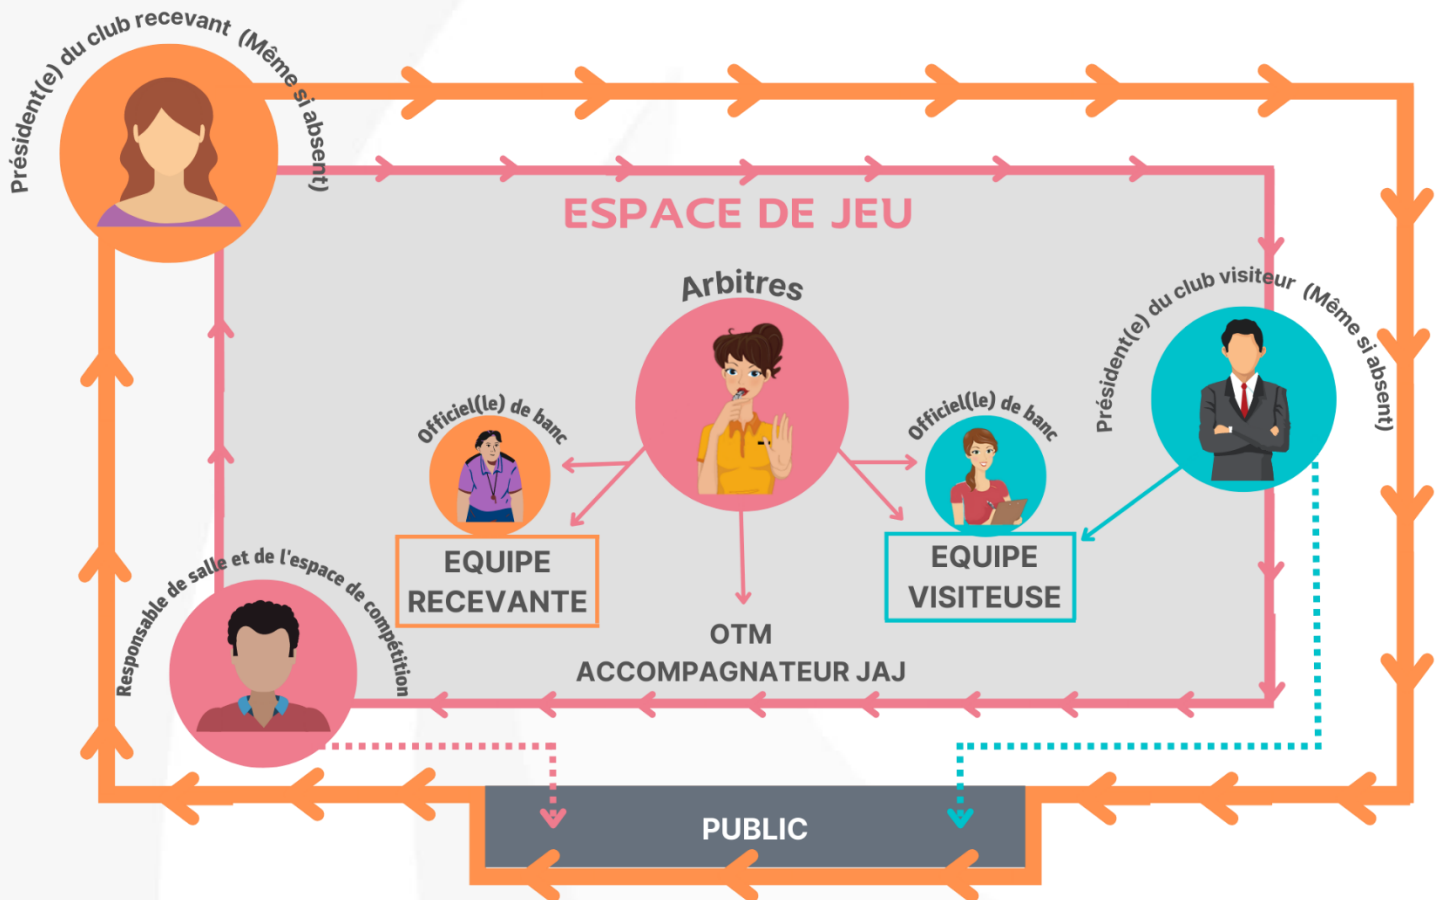 Président(e) du club recevant (Même si absent)
ESPACE DE JEU
Arbitres
Président(e) du club visiteur (Même si absent)
Officiel(le) de banc
Officiel(le) de banc
EQUIPE
RECEVANTE
EQUIPE
VISITEUSE
Responsable de salle et de l'espace de compétition
OTM
ACCOMPAGNATEUR JAJ
PUBLIC